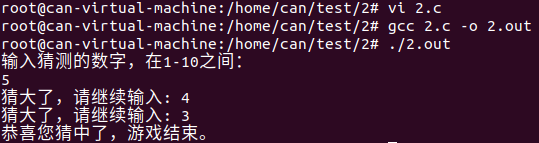 root@can-virtual-machine:/home/can/test/2# vi 2.c
root@can-virtual-machine:/home/can/test/2# gcc 2.c -o 2.out
root@can-virtual-machine:/home/can/test/2# ./2.out
输入猜测的数字，在1-10之间：
5
猜大了，请继续输入: 4
猜大了，请继续输入: 3
恭喜您猜中了，游戏结束。